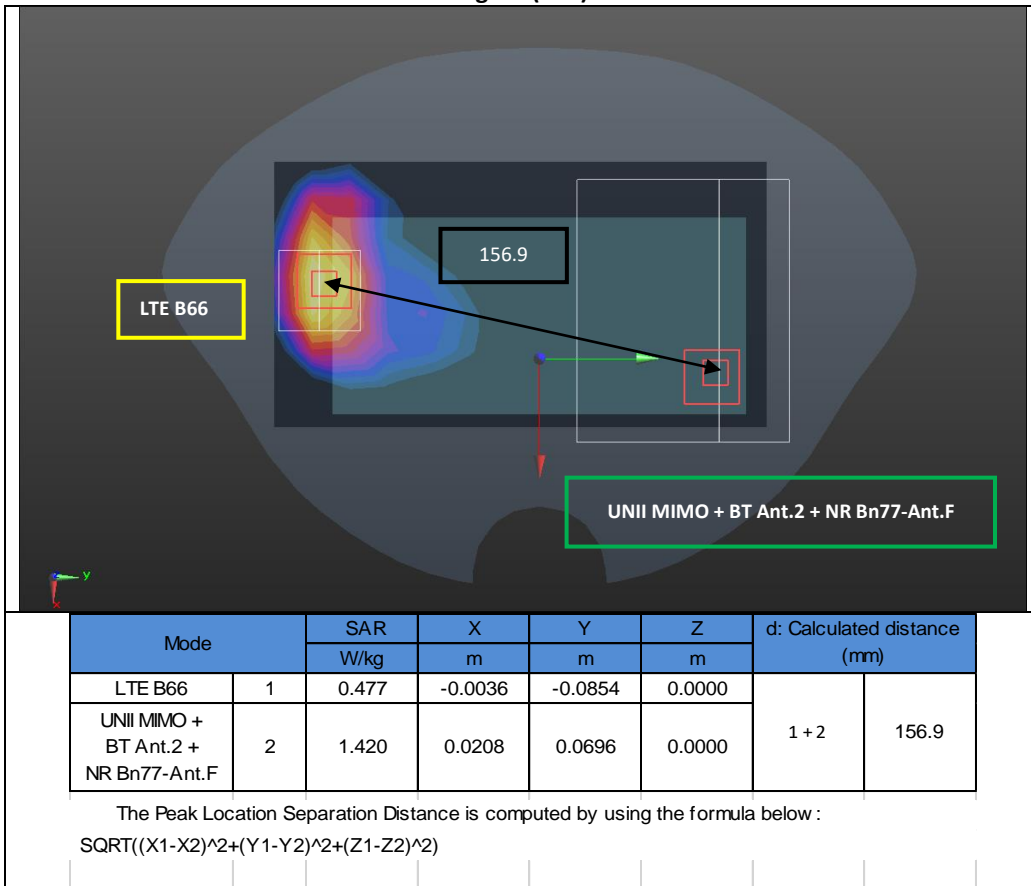 156.9
LTE B66
UNII MIMO + BT Ant.2 + NR Bn77-Ant.F
y
x
Mode SAR X Y Z d: Calculated distance (mm)
W/kg m m m
LTE B66 1 0.477 -0.0036 -0.0854 0.0000 1 + 2 156.9
UNII MIMO +
BT Ant.2 + 2 1.420 0.0208 0.0696 0.0000
NR Bn77-Ant.F
The Peak Location Separation Distance is computed by using the formula below :
SQRT((X1-X2)^2+(Y1-Y2)^2+(Z1-Z2)^2)